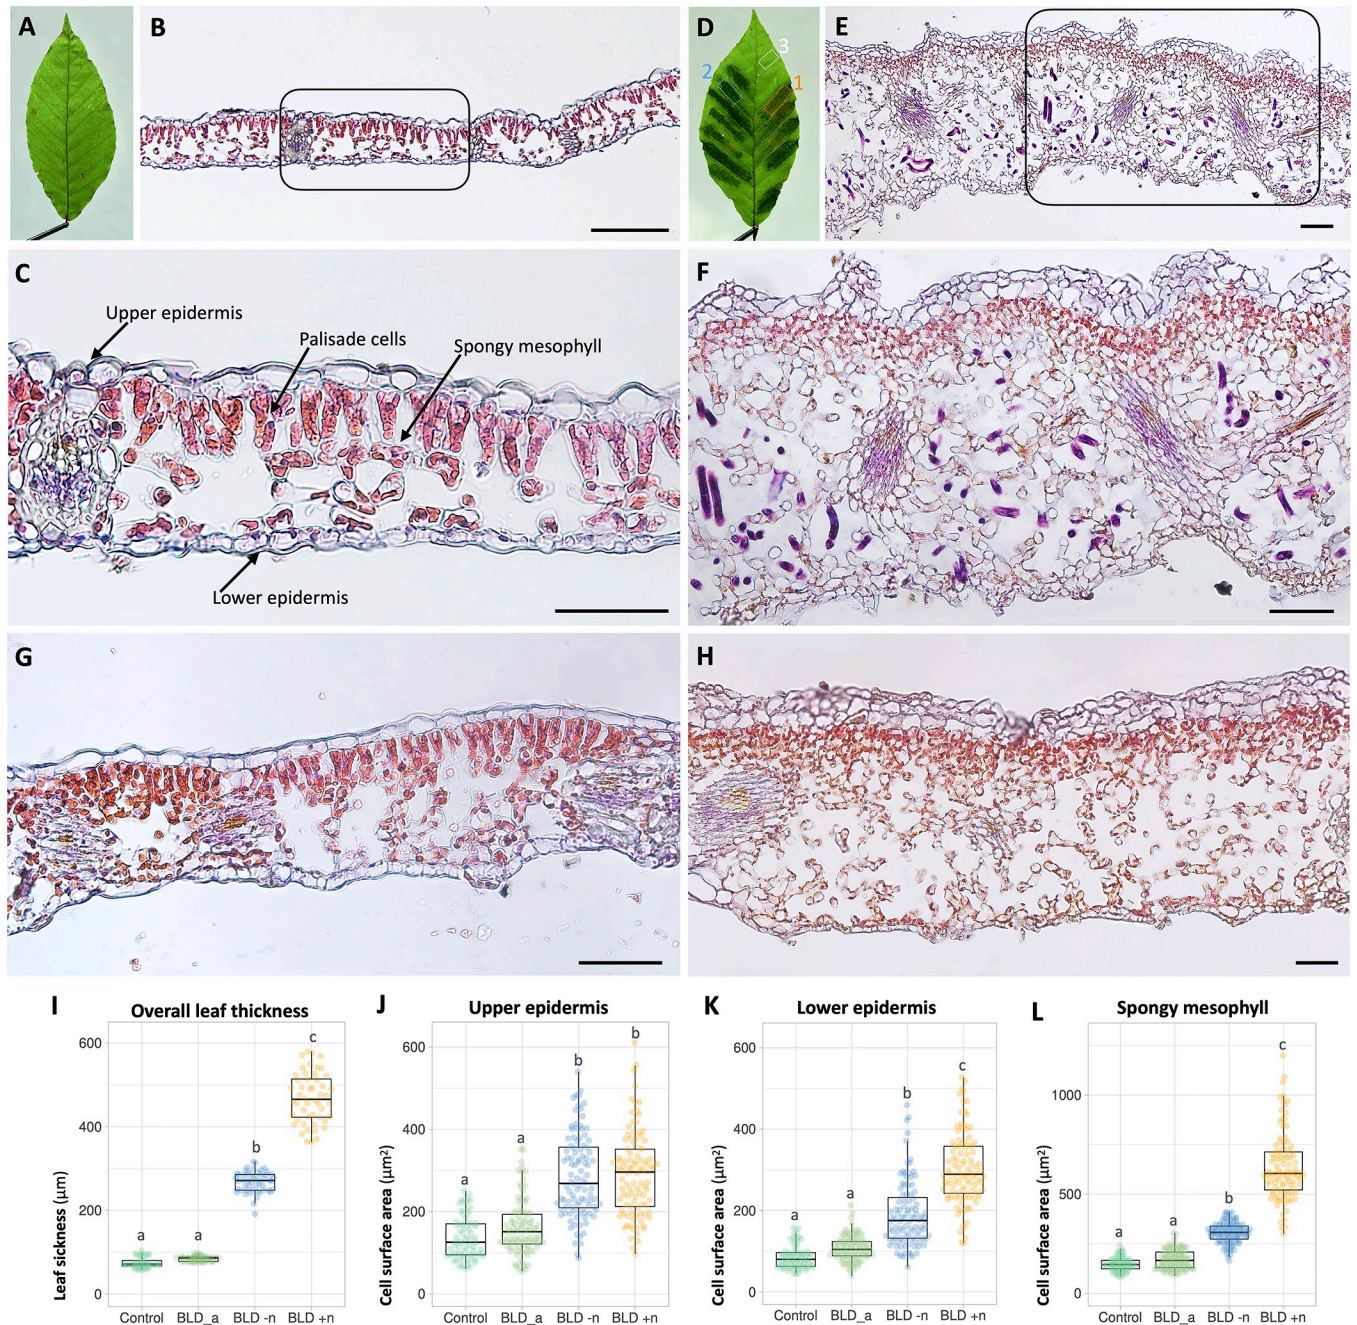 A
B
D
3
2
1
E
C
Upper epidermis
Palisade cells
Spongy mesophyll
Lower epidermis
F
G
H
I
Overall leaf thickness
Leaf sickness (µm)
600
400
200
0
a
a
b
c
Control BLD_a BLD -n BLD +n
J
Upper epidermis
Cell surface area (µm²)
600
400
200
0
a
a
b
b
Control BLD_a BLD -n BLD +n
K
Lower epidermis
Cell surface area (µm²)
600
400
200
0
a
a
b
c
Control BLD_a BLD -n BLD +n
L
Spongy mesophyll
Cell surface area (µm²)
1000
500
0
a
a
b
c
Control BLD_a BLD -n BLD +n